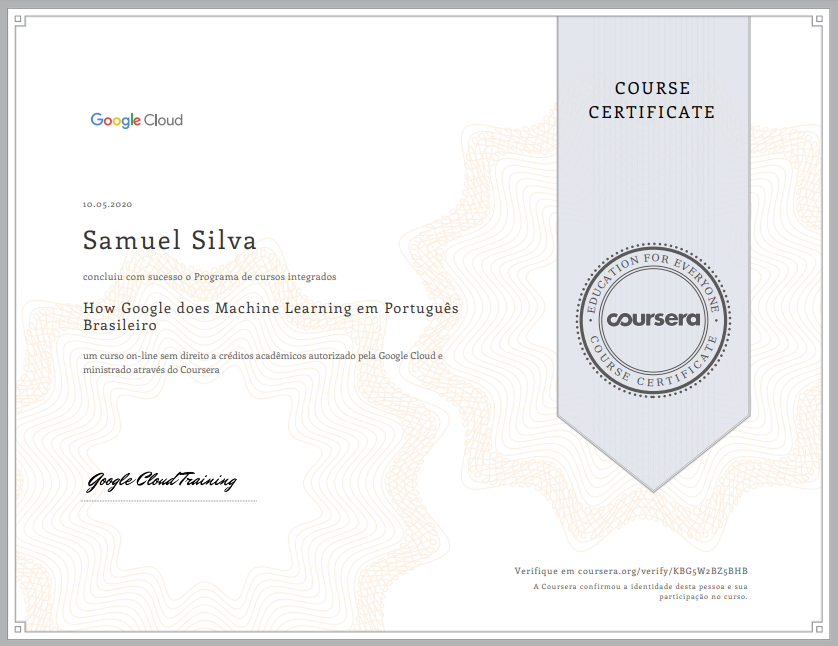 COURSE
CERTIFICATE
Google Cloud
10.05.2020
Samuel Silva
concluiu com sucesso o Programa de cursos integrados
How Google does Machine Learning em Português
Brasileiro
um curso on-line sem direito a créditos acadêmicos autorizado pela Google Cloud e
ministrado através do Coursera
EDUCATION FOR EVERYONE
coursera
COURSE CERTIFICATE
Google Cloud Training
Verifique em coursera.org/verify/KBG5W2BZ5BHB
A Coursera confirmou a identidade desta pessoa e sua
participação no curso.